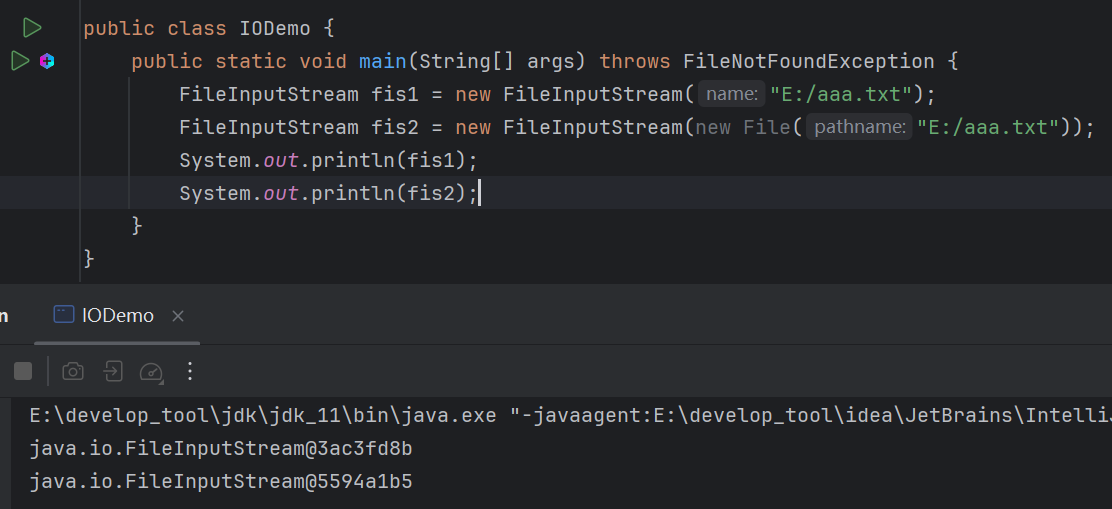 public class IODemo {
public static void main(String[] args) throws FileNotFoundException {
FileInputStream fis1 = new FileInputStream( name: "E:/aaa.txt");
FileInputStream fis2 = new FileInputStream(new File( pathname: "E:/aaa.txt"));
System.out.println(fis1);
System.out.println(fis2);
}
}
n IODemo
E:\develop_tool\jdk\jdk_11\bin\java.exe "-javaagent:E:\develop_tool\idea\JetBrains\IntelliJ
java.io.FileInputStream@3ac3fd8b
java.io.FileInputStream@5594a1b5